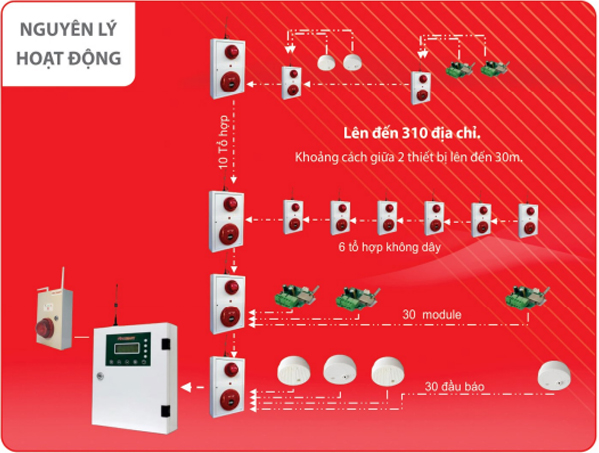 NGUYÊN LÝ
HOẠT ĐỘNG
10 Tổ hợp
Lên đến 310 địa chỉ.
Khoảng cách giữa 2 thiết bị lên đến 30m.
6 tổ hợp không dây
30 module
30 đầu báo